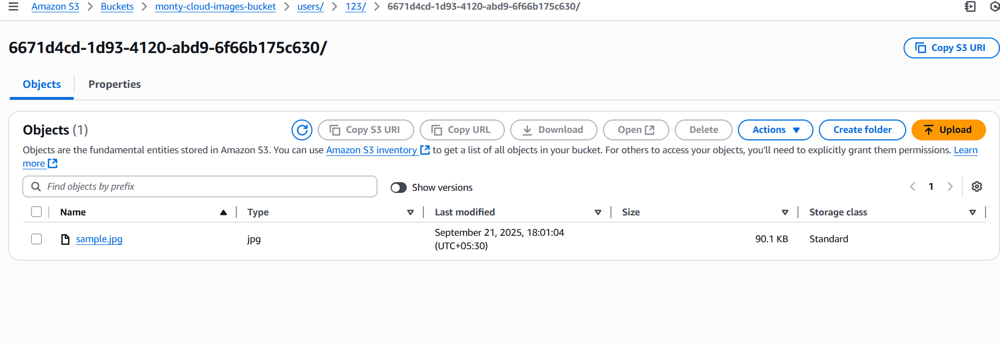 Amazon S3 > Buckets > monty-cloud-images-bucket > users/ > 123/ > 6671d4cd-1d93-4120-abd9-6f66b175c630/
6671d4cd-1d93-4120-abd9-6f66b175c630/
Copy S3 URI
Objects Properties
Objects (1) Copy S3 URI Copy URL Download Open Delete Actions Create folder Upload
Objects are the fundamental entities stored in Amazon S3. You can use Amazon S3 inventory to get a list of all objects in your bucket. For others to access your objects, you'll need to explicitly grant them permissions. Learn
more
Find objects by prefix Show versions 1
Name Type Last modified Size Storage class
sample.jpg jpg September 21, 2025, 18:01:04 90.1 KB Standard
(UTC+05:30)